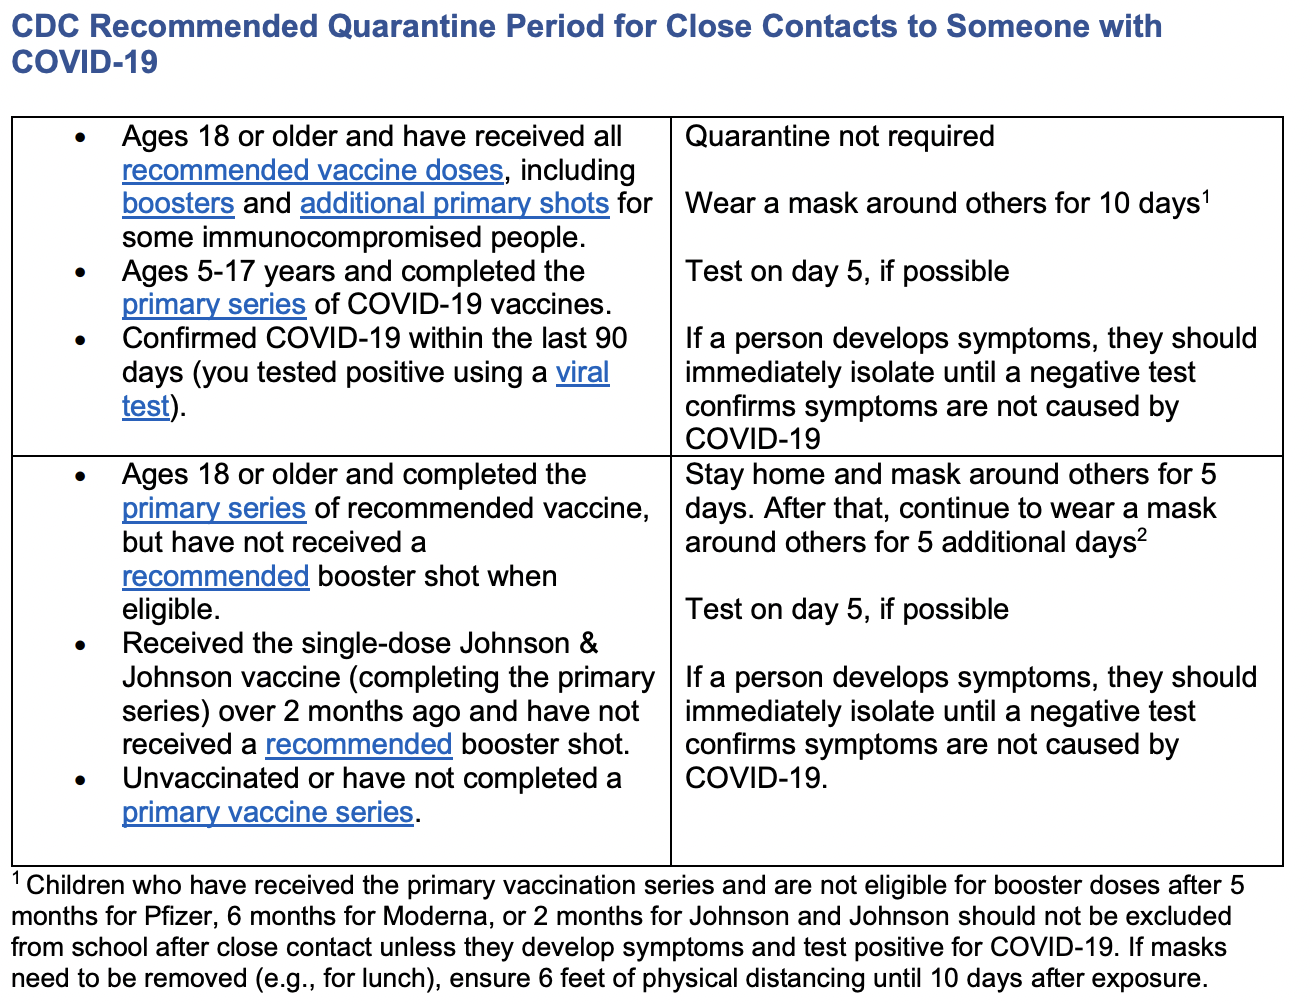 CDC Recommended Quarantine Period for Close Contacts to Someone with
COVID-19
• Ages 18 or older and have received all
recommended vaccine doses, including
boosters and additional primary shots for
some immunocompromised people.
• Ages 5-17 years and completed the
primary series of COVID-19 vaccines.
• Confirmed COVID-19 within the last 90
days (you tested positive using a viral
test).
Quarantine not required
Wear a mask around others for 10 days¹
Test on day 5, if possible
If a person develops symptoms, they should
immediately isolate until a negative test
confirms symptoms are not caused by
COVID-19
• Ages 18 or older and completed the
primary series of recommended vaccine,
but have not received a
recommended booster shot when
eligible.
• Received the single-dose Johnson &
Johnson vaccine (completing the primary
series) over 2 months ago and have not
received a recommended booster shot.
• Unvaccinated or have not completed a
primary vaccine series.
Stay home and mask around others for 5
days. After that, continue to wear a mask
around others for 5 additional days²
Test on day 5, if possible
If a person develops symptoms, they should
immediately isolate until a negative test
confirms symptoms are not caused by
COVID-19.
¹ Children who have received the primary vaccination series and are not eligible for booster doses after 5
months for Pfizer, 6 months for Moderna, or 2 months for Johnson and Johnson should not be excluded
from school after close contact unless they develop symptoms and test positive for COVID-19. If masks
need to be removed (e.g., for lunch), ensure 6 feet of physical distancing until 10 days after exposure.